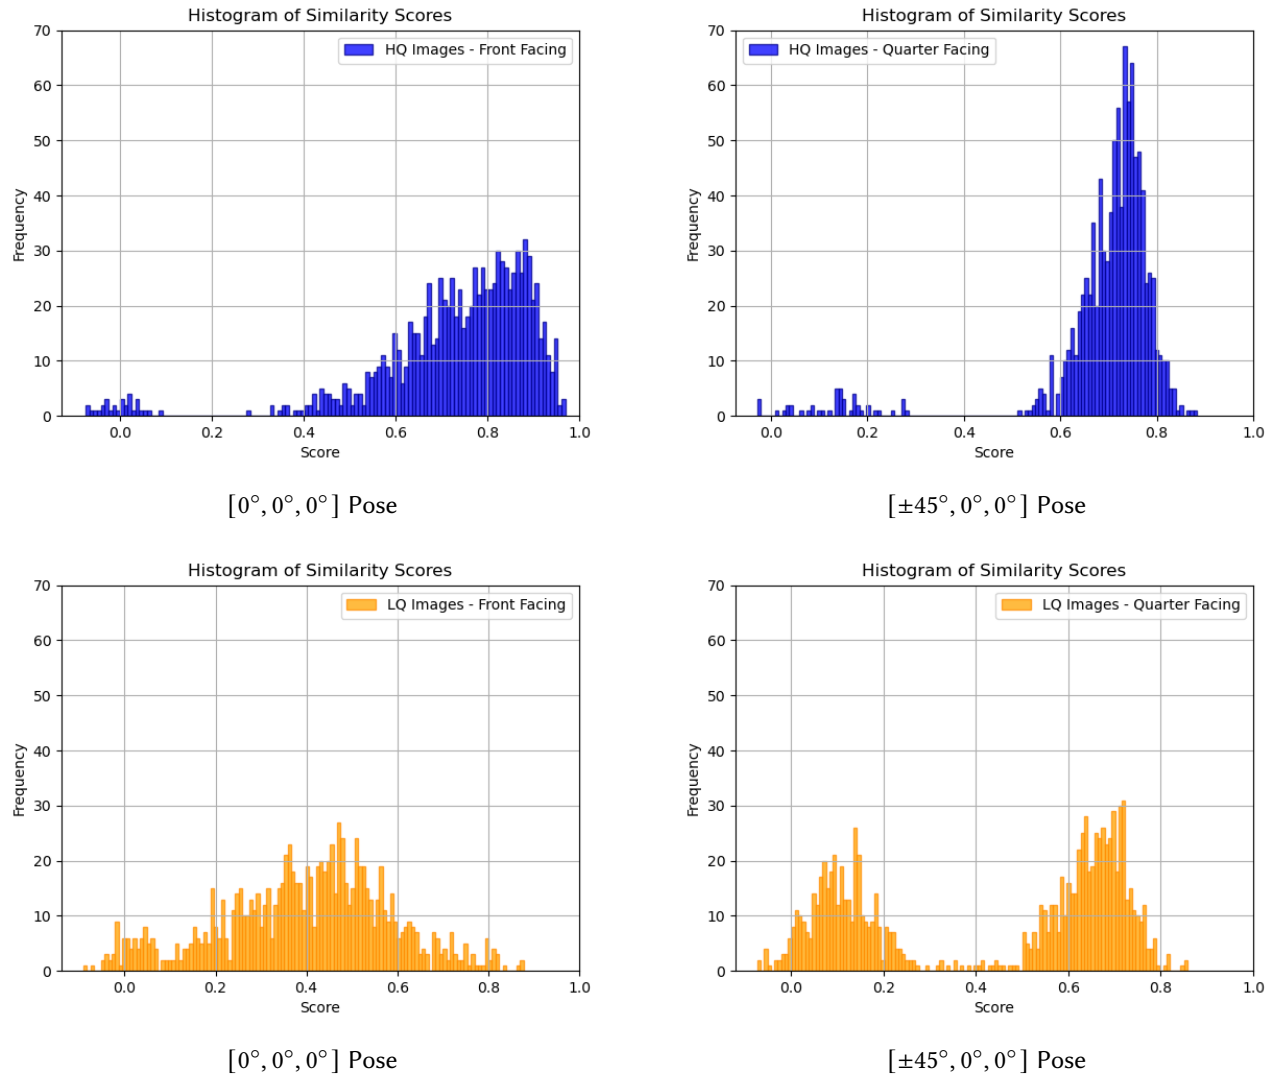 Histogram of Similarity Scores
HQ Images - Front Facing
Frequency
70
60
50
40
30
20
10
0
0.0 0.2 0.4 0.6 0.8 1.0
Score
[0°, 0°, 0°] Pose
Histogram of Similarity Scores
HQ Images - Quarter Facing
Frequency
70
60
50
40
30
20
10
0
0.0 0.2 0.4 0.6 0.8 1.0
Score
[±45°, 0°, 0°] Pose
Histogram of Similarity Scores
LQ Images - Front Facing
Frequency
70
60
50
40
30
20
10
0
0.0 0.2 0.4 0.6 0.8 1.0
Score
[0°, 0°, 0°] Pose
Histogram of Similarity Scores
LQ Images - Quarter Facing
Frequency
70
60
50
40
30
20
10
0
0.0 0.2 0.4 0.6 0.8 1.0
Score
[±45°, 0°, 0°] Pose